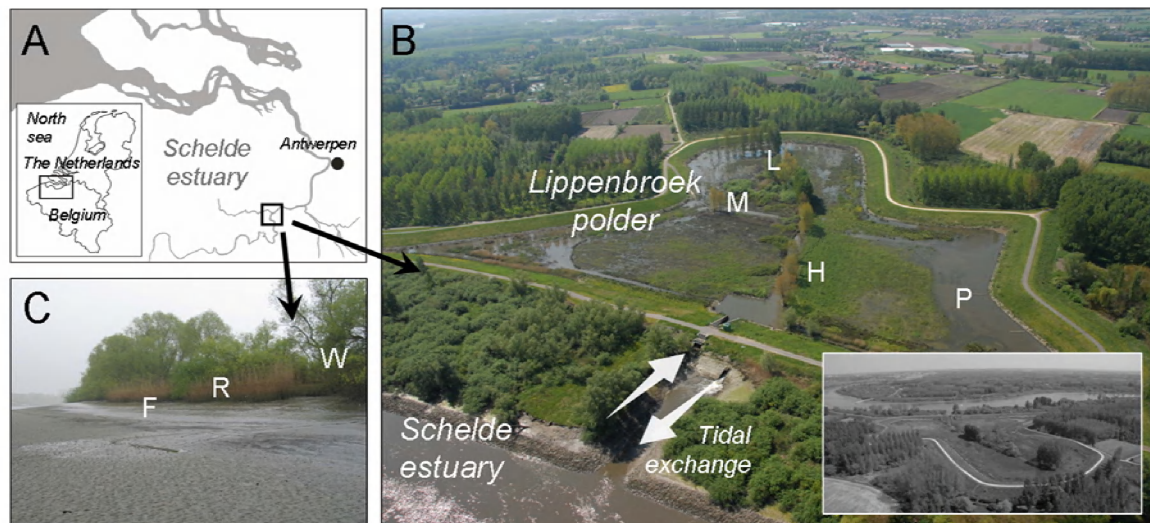 A
North
sea
The Netherlands
Belgium
Schelde
estuary
Antwerpen
B
Lippenbroek
polder
L
M
H
P
Schelde
estuary
Tidal
exchange
C
F
R
W